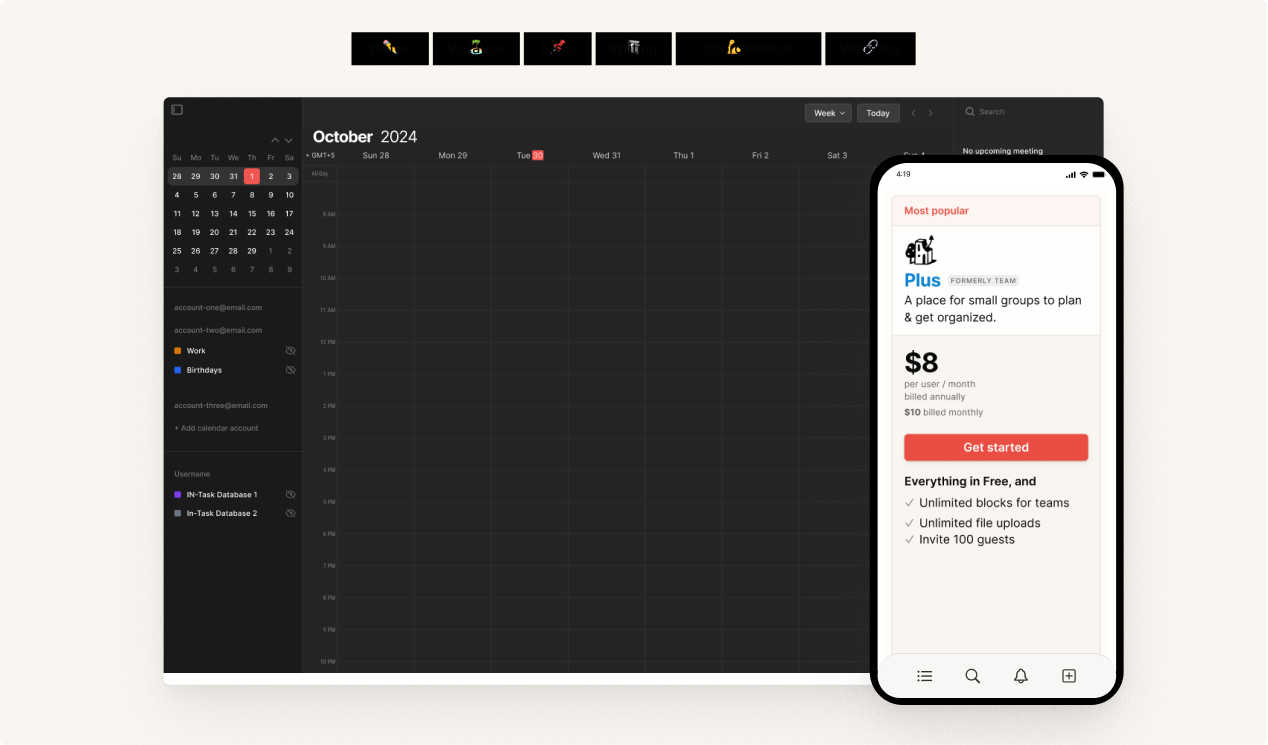 Week
Today
Search
October 2024
No upcoming meeting
Su Mo Tu We Th Fr Sa
+ GMT+5 Sun 28 Mon 29 Tue 30 Wed 31 Thu 1 Fri 2 Sat 3
28 29 30 31 1 2 3
4 5 6 7 8 9 10
11 12 13 14 15 16 17
18 19 20 21 22 23 24
25 26 27 28 29 1 2
3 4 5 6 7 8 9
account-one@email.com
account-two@email.com
Work
Birthdays
account-three@email.com
+ Add calendar account
Username
IN-Task Database 1
In-Task Database 2
All-Day
8 AM
9 AM
10 AM
11 AM
12 PM
1 PM
2 PM
3 PM
4 PM
5 PM
6 PM
7 PM
8 PM
9 PM
10 PM
4:19
Most popular
Plus FORMERLY TEAM
A place for small groups to plan
& get organized.
$8
per user / month
billed annually
$10 billed monthly
Get started
Everything in Free, and
Unlimited blocks for teams
Unlimited file uploads
Invite 100 guests